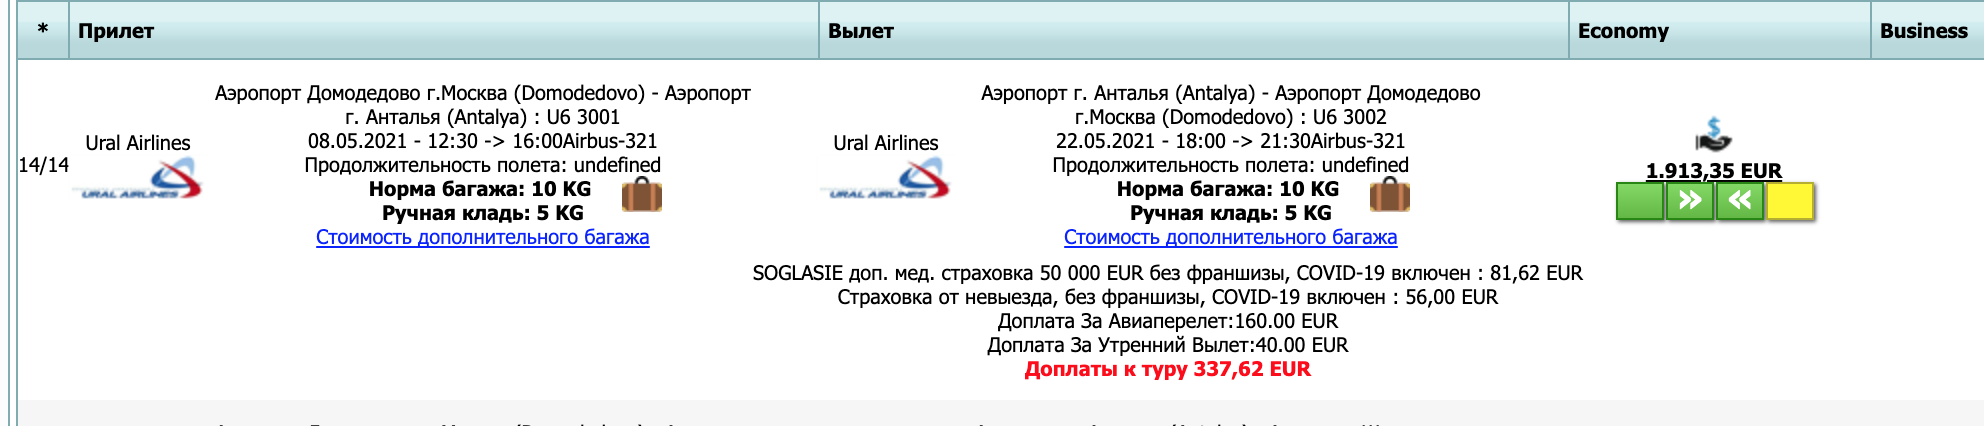 * Прилет Вылет Economy Business
14/14
Ural Airlines
URAL AIRLINES
Аэропорт Домодедово г.Москва (Domodedovo) - Аэропорт
г. Анталья (Antalya) : U6 3001
08.05.2021 - 12:30 -> 16:00Airbus-321
Продолжительность полета: undefined
Норма багажа: 10 KG
Ручная кладь: 5 KG
Стоимость дополнительного багажа
Ural Airlines
URAL AIRLINES
Аэропорт г. Анталья (Antalya) - Аэропорт Домодедово
г.Москва (Domodedovo) : U6 3002
22.05.2021 - 18:00 -> 21:30Airbus-321
Продолжительность полета: undefined
Норма багажа: 10 KG
Ручная кладь: 5 KG
Стоимость дополнительного багажа
$
1.913,35 EUR
» «
SOGLASIE доп. мед. страховка 50 000 EUR без франшизы, COVID-19 включен : 81,62 EUR
Страховка от невыезда, без франшизы, COVID-19 включен : 56,00 EUR
Доплата За Авиаперелет:160.00 EUR
Доплата За Утренний Вылет:40.00 EUR
Доплаты к туру 337,62 EUR